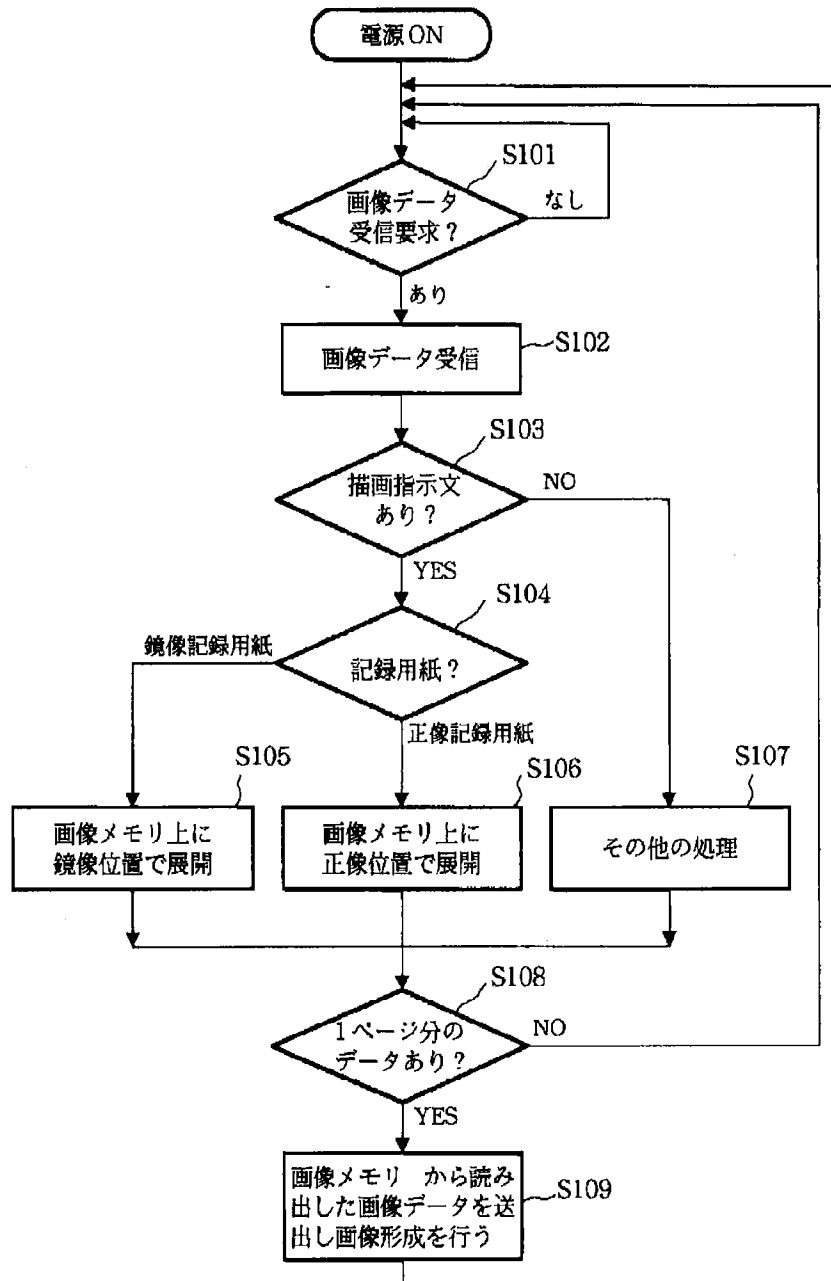 電源ON
S101
画像データ
受信要求？
なし
あり
画像データ受信
S102
S103
描画指示文
あり？
NO
YES
S104
鏡像記録用紙
記録用紙？
正像記録用紙
S105
S106
S107
画像メモリ上に
鏡像位置で展開
画像メモリ上に
正像位置で展開
その他の処理
S108
1ページ分の
データあり？
NO
YES
画像メモリ　から読み
出した画像データを送
出し画像形成を行う
S109